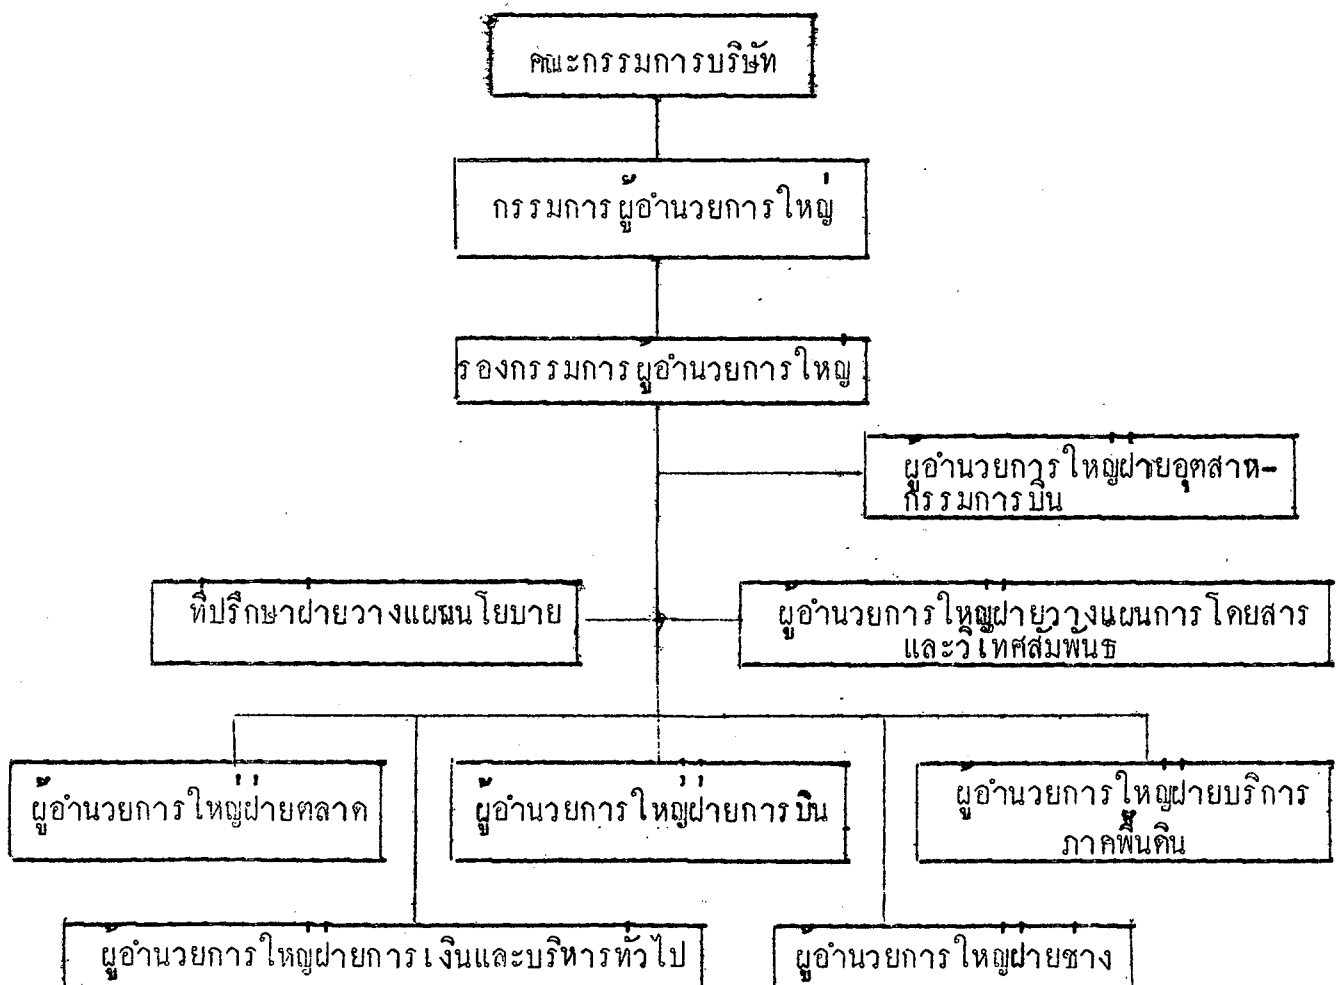 คณะกรรมการบริษัท
กรรมการผู้อำนวยการใหญ่
รองกรรมการผู้อำนวยการใหญ่
ผู้อำนวยการใหญ่ฝ่ายอุตสาห-
กรรมการบิน
ที่ปรึกษาฝ่ายวางแผนนโยบาย
ผู้อำนวยการใหญ่ฝ่ายวางแผนการโดยสาร
และวิเทศสัมพันธ์
ผู้อำนวยการใหญ่ฝ่ายตลาด
ผู้อำนวยการใหญ่ฝ่ายการบิน
ผู้อำนวยการใหญ่ฝ่ายบริการ
ภาคพื้นดิน
ผู้อำนวยการใหญ่ฝ่ายการเงินและบริหารทั่วไป
ผู้อำนวยการใหญ่ฝ่ายช่าง